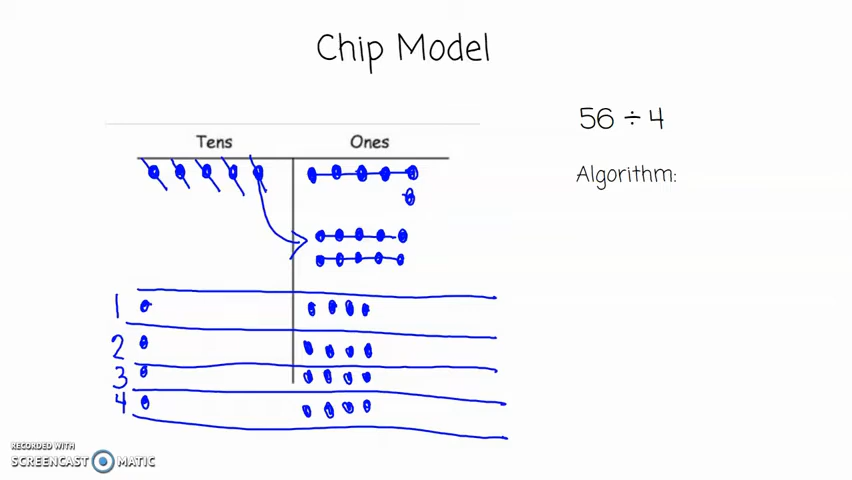 Chip Model
56 ÷ 4
Tens Ones
Algorithm:
1
2
3
4
RECORDED WITH
SCREENCAST MATIC